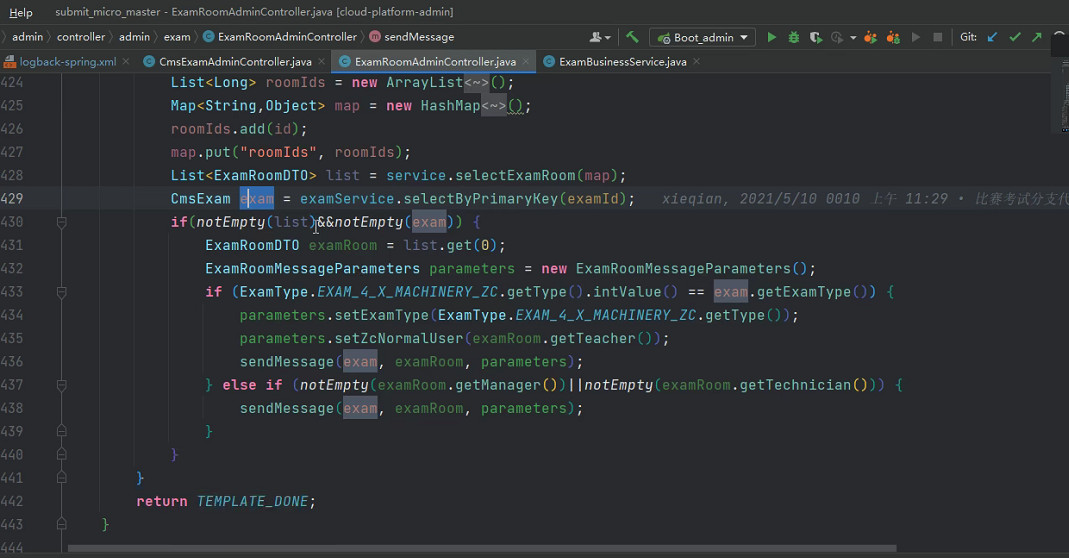 Help submit_micro_master - ExamRoomAdminController.java [cloud-platform-admin]
admin controller admin exam ExamRoomAdminController sendMessage Boot_admin Git:
logback-spring.xml CmsExamAdminController.java ExamRoomAdminController.java ExamBusinessService.java
424 List<Long> roomIds = new ArrayList<~>();
425 Map<String,Object> map = new HashMap<~>();
426 roomIds.add(id);
427 map.put("roomIds", roomIds);
428 List<ExamRoomDTO> list = service.selectExamRoom(map);
429 CmsExam exam = examService.selectByPrimaryKey(examId); xieqian, 2021/5/10 0010 上午 11:29 · 比赛考试分支代
430 if(notEmpty(list)&&notEmpty(exam)) {
431 ExamRoomDTO examRoom = list.get(0);
432 ExamRoomMessageParameters parameters = new ExamRoomMessageParameters();
433 if (ExamType.EXAM_4_X_MACHINERY_ZC.getType().intValue() == exam.getExamType()) {
434 parameters.setExamType(ExamType.EXAM_4_X_MACHINERY_ZC.getType());
435 parameters.setZcNormalUser(examRoom.getTeacher());
436 sendMessage(exam, examRoom, parameters);
437 } else if (notEmpty(examRoom.getManager())||notEmpty(examRoom.getTechnician())) {
438 sendMessage(exam, examRoom, parameters);
439 }
440 }
441 }
442 return TEMPLATE_DONE;
443 }
444